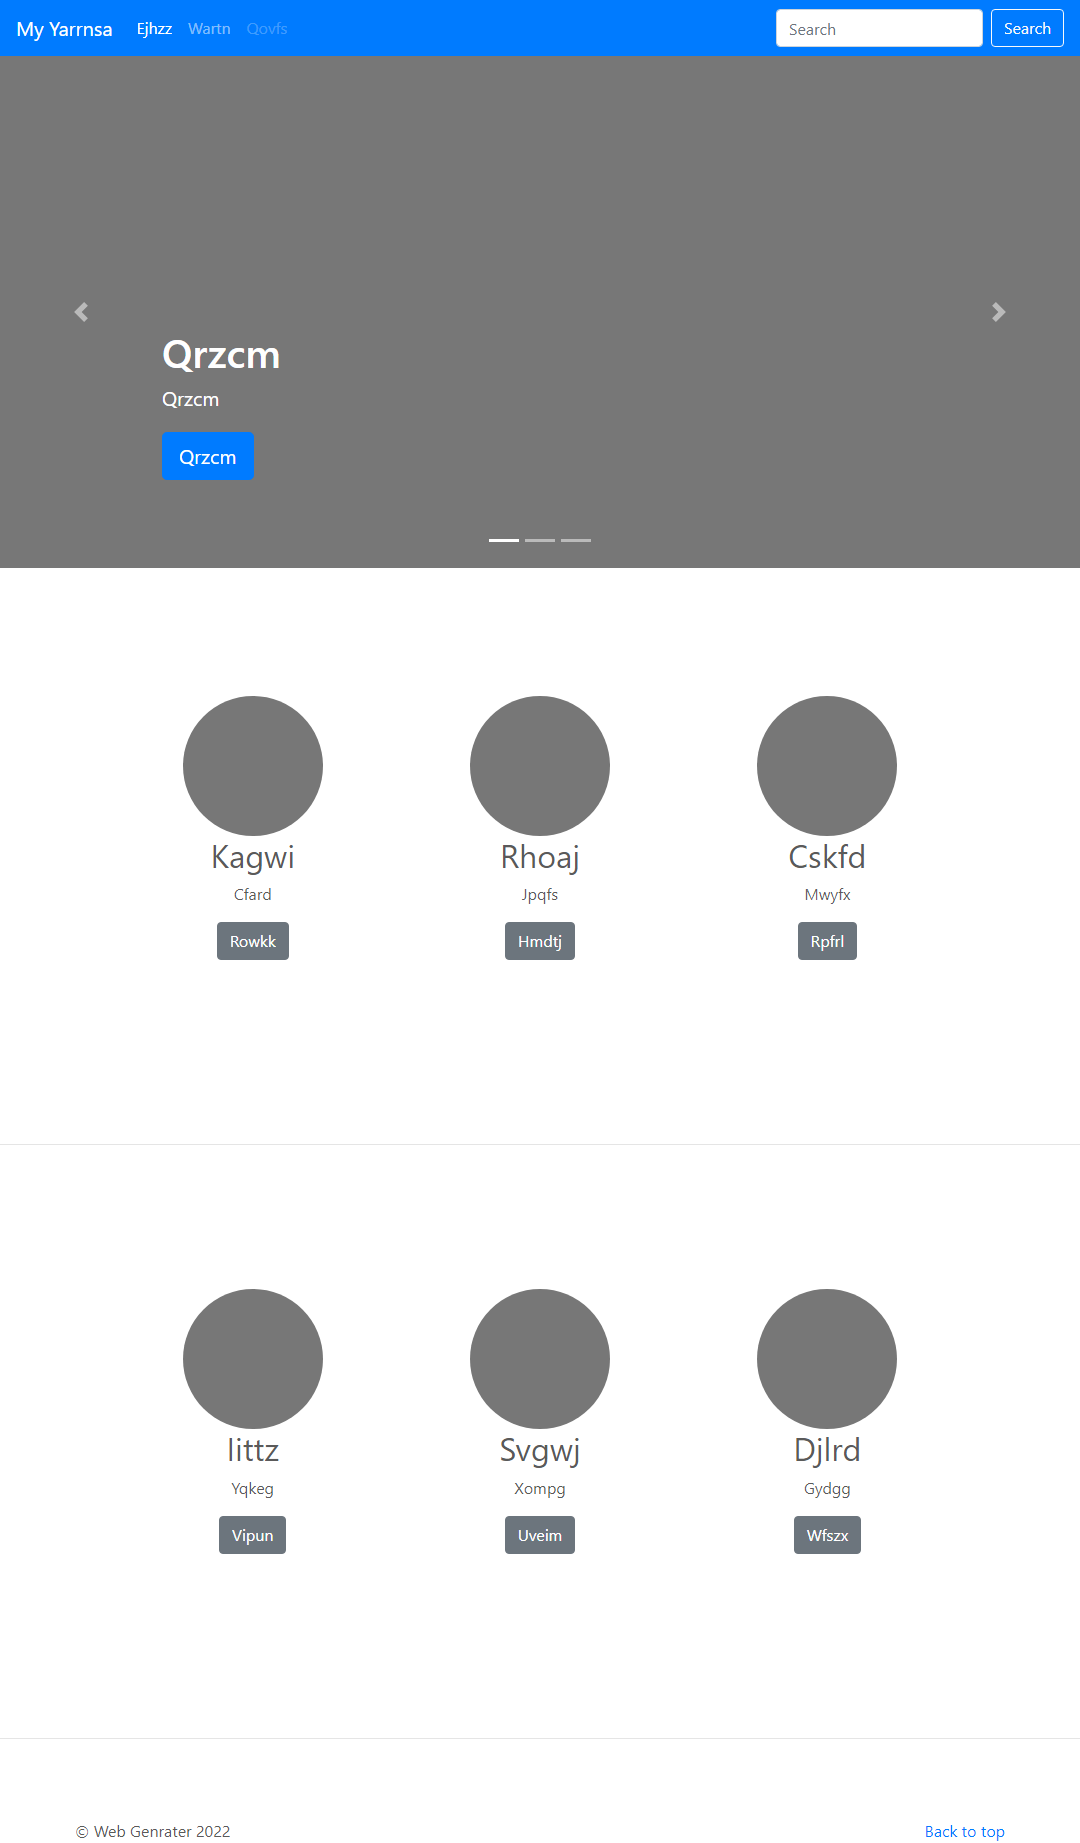 My Yarrnsa Ejhzz Wartn Qovfs Search Search
Qrzcm
Qrzcm
Qrzcm
Kagwi Rhoaj Cskfd
Cfard Jpqfs Mwyfx
Rowkk Hmdtj Rpfrl
Iittz Svgwj Djlrd
Yqkeg Xompg Gydgg
Vipun Uveim Wfszx
© Web Genrater 2022 Back to top